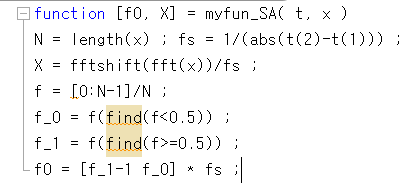 function [f0, X] = myfun_SA( t, x )
N = length(x) ; fs = 1/(abs(t(2)-t(1))) ;
X = fftshift(fft(x))/fs ;
f = [0:N-1]/N ;
f_0 = f(find(f<0.5)) ;
f_1 = f(find(f>=0.5)) ;
f0 = [f_1-1 f_0] * fs ;